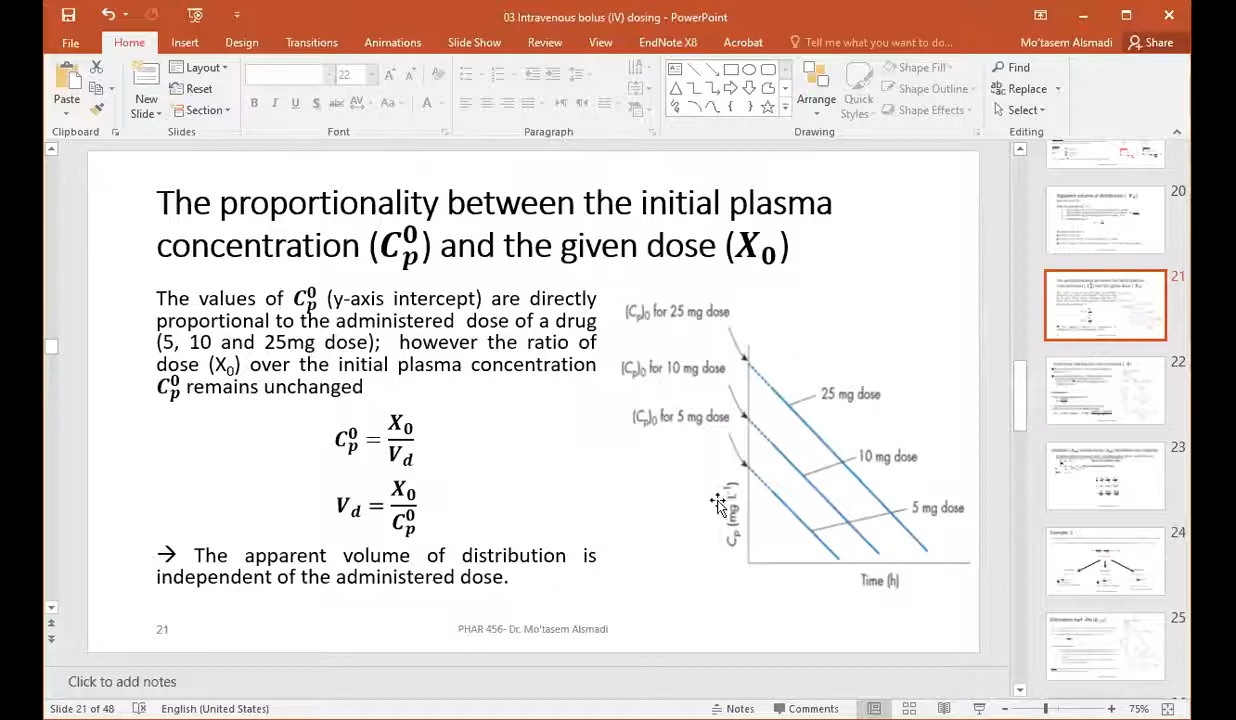 03 Intravenous bolus (IV) dosing - PowerPoint
File Home Insert Design Transitions Animations Slide Show Review View EndNote X8 Acrobat Tell me what you want to do... Mo'tasem Alsmadi Share
Paste
New Slide
Layout
Reset
Section
22
B I U S abc AV Aa A
Arrange
Quick Styles
Shape Fill
Shape Outline
Shape Effects
Find
Replace
Select
Clipboard Slides Font Paragraph Drawing Editing
The proportionality between the initial plasma
concentration (C_p^0) and the given dose (X_0)
The values of C_p^0 (y-axis intercept) are directly
proportional to the administered dose of a drug
(5, 10 and 25mg dose); however the ratio of
dose (X_0) over the initial plasma concentration
C_p^0 remains unchanged
C_p^0 = X_0 / V_d
V_d = X_0 / C_p^0
→ The apparent volume of distribution is
independent of the administered dose.
(C_p)_0 for 25 mg dose
(C_p)_0 for 10 mg dose
(C_p)_0 for 5 mg dose
25 mg dose
10 mg dose
5 mg dose
C_p (mg L
Time (h)
21
PHAR 456- Dr. Mo'tasem Alsmadi
20
21
22
23
24
25
Click to add notes
Slide 21 of 48 English (United States) Notes Comments 75%